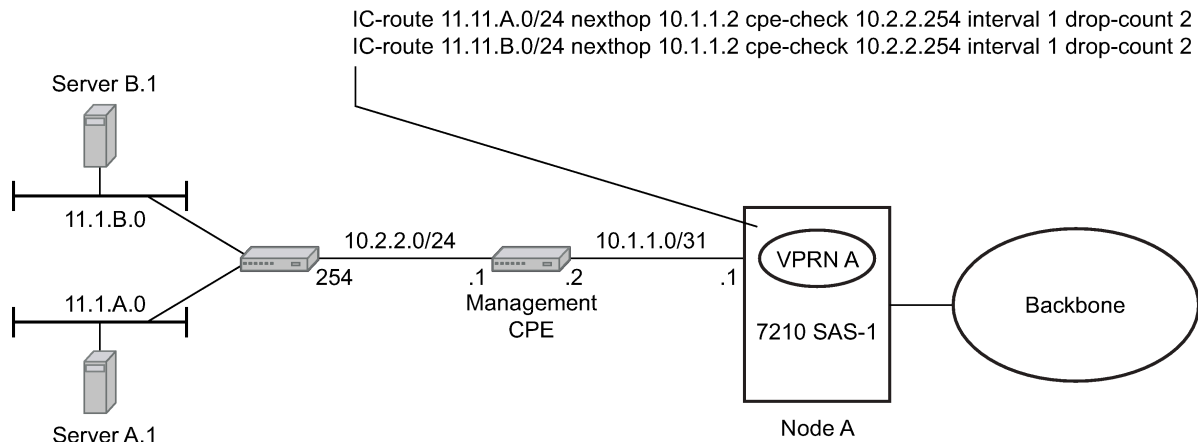 IC-route 11.11.A.0/24 nexthop 10.1.1.2 cpe-check 10.2.2.254 interval 1 drop-count 2
IC-route 11.11.B.0/24 nexthop 10.1.1.2 cpe-check 10.2.2.254 interval 1 drop-count 2
Server B.1
11.1.B.0
10.2.2.0/24
10.1.1.0/31
VPRN A
254
.1
.2
.1
Management
CPE
11.1.A.0
7210 SAS-1
Backbone
Server A.1
Node A